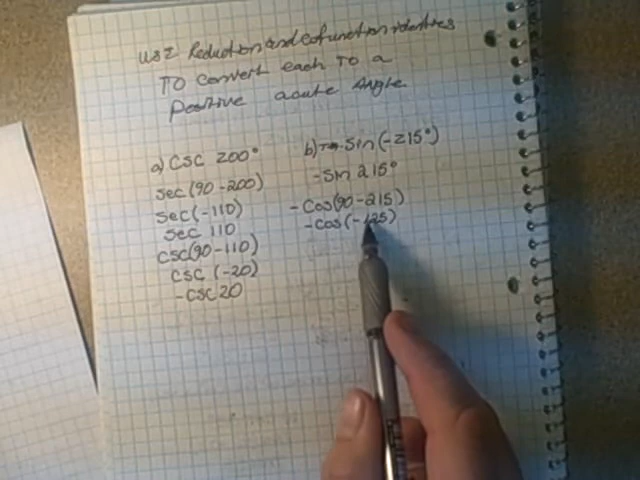 USE Reduction and cofunction identities
TO convert each TO a
Positive acute Angle
a) CSC 200°
sec(90-200)
sec(-110)
sec 110
csc(90-110)
csc (-20)
-csc 20
b) Sin(-215°)
-Sin 215°
-Cos(90-215)
-cos(-125)